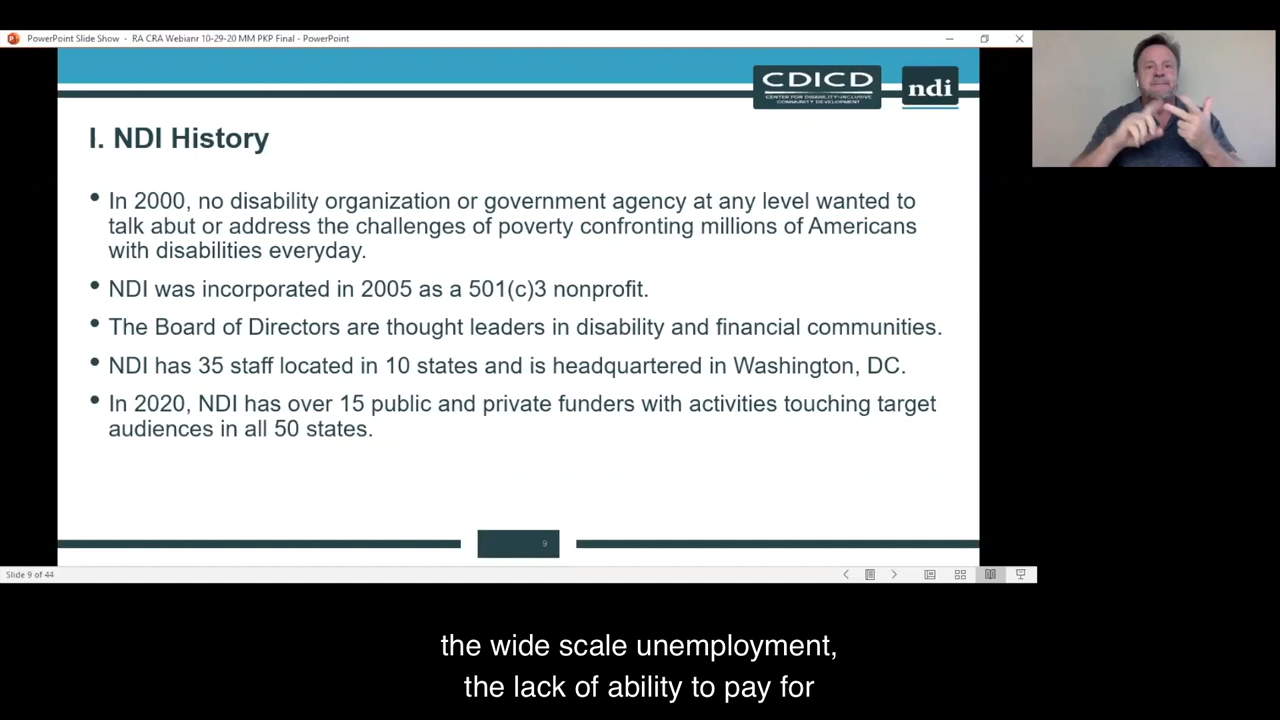 PowerPoint Slide Show - RA CRA Webianr 10-29-20 MM PKP Final - PowerPoint
CDICD
CENTER FOR DISABILITY-INCLUSIVE
COMMUNITY DEVELOPMENT
ndi
I. NDI History
• In 2000, no disability organization or government agency at any level wanted to
talk abut or address the challenges of poverty confronting millions of Americans
with disabilities everyday.
• NDI was incorporated in 2005 as a 501(c)3 nonprofit.
• The Board of Directors are thought leaders in disability and financial communities.
• NDI has 35 staff located in 10 states and is headquartered in Washington, DC.
• In 2020, NDI has over 15 public and private funders with activities touching target
audiences in all 50 states.
9
Slide 9 of 44
the wide scale unemployment,
the lack of ability to pay for